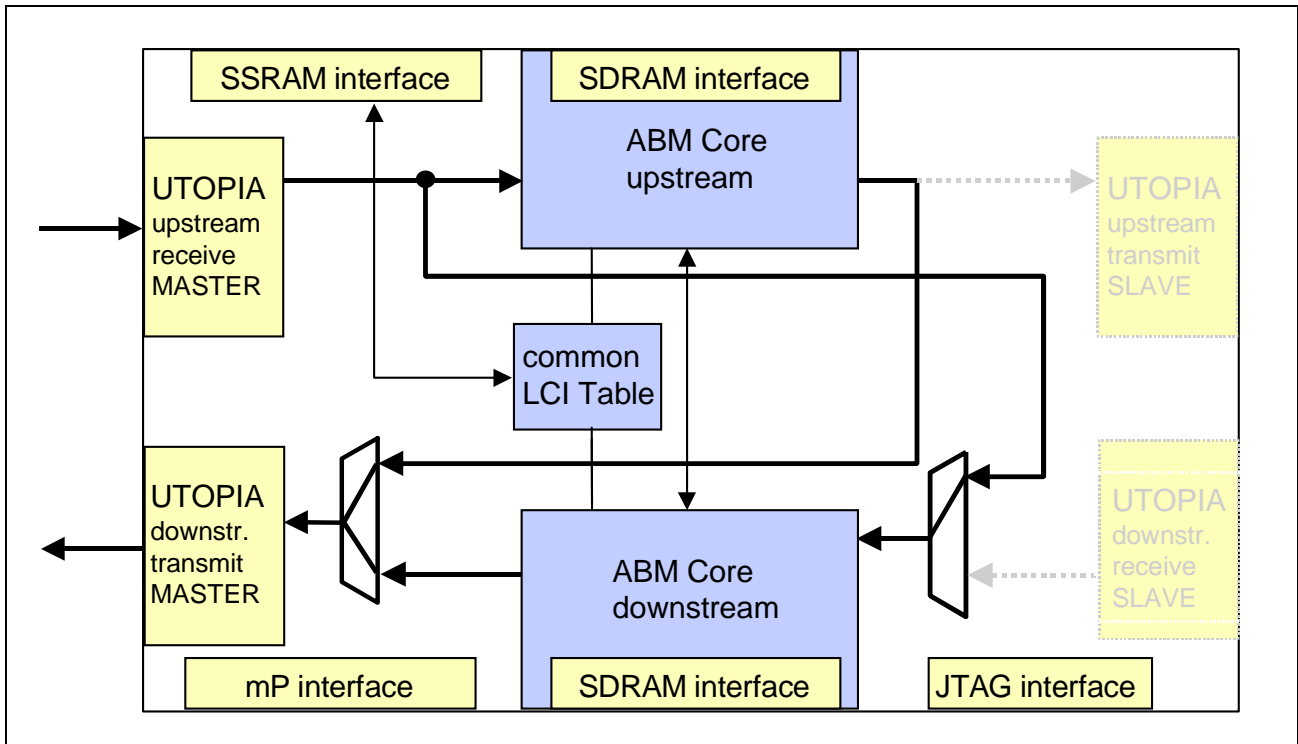 SSRAM interface
SDRAM interface
ABM Core
upstream
UTOPIA
upstream
receive
MASTER
UTOPIA
upstream
transmit
SLAVE
common
LCI Table
UTOPIA
downstr.
transmit
MASTER
ABM Core
downstream
UTOPIA
downstr.
receive
SLAVE
mP interface
SDRAM interface
JTAG interface